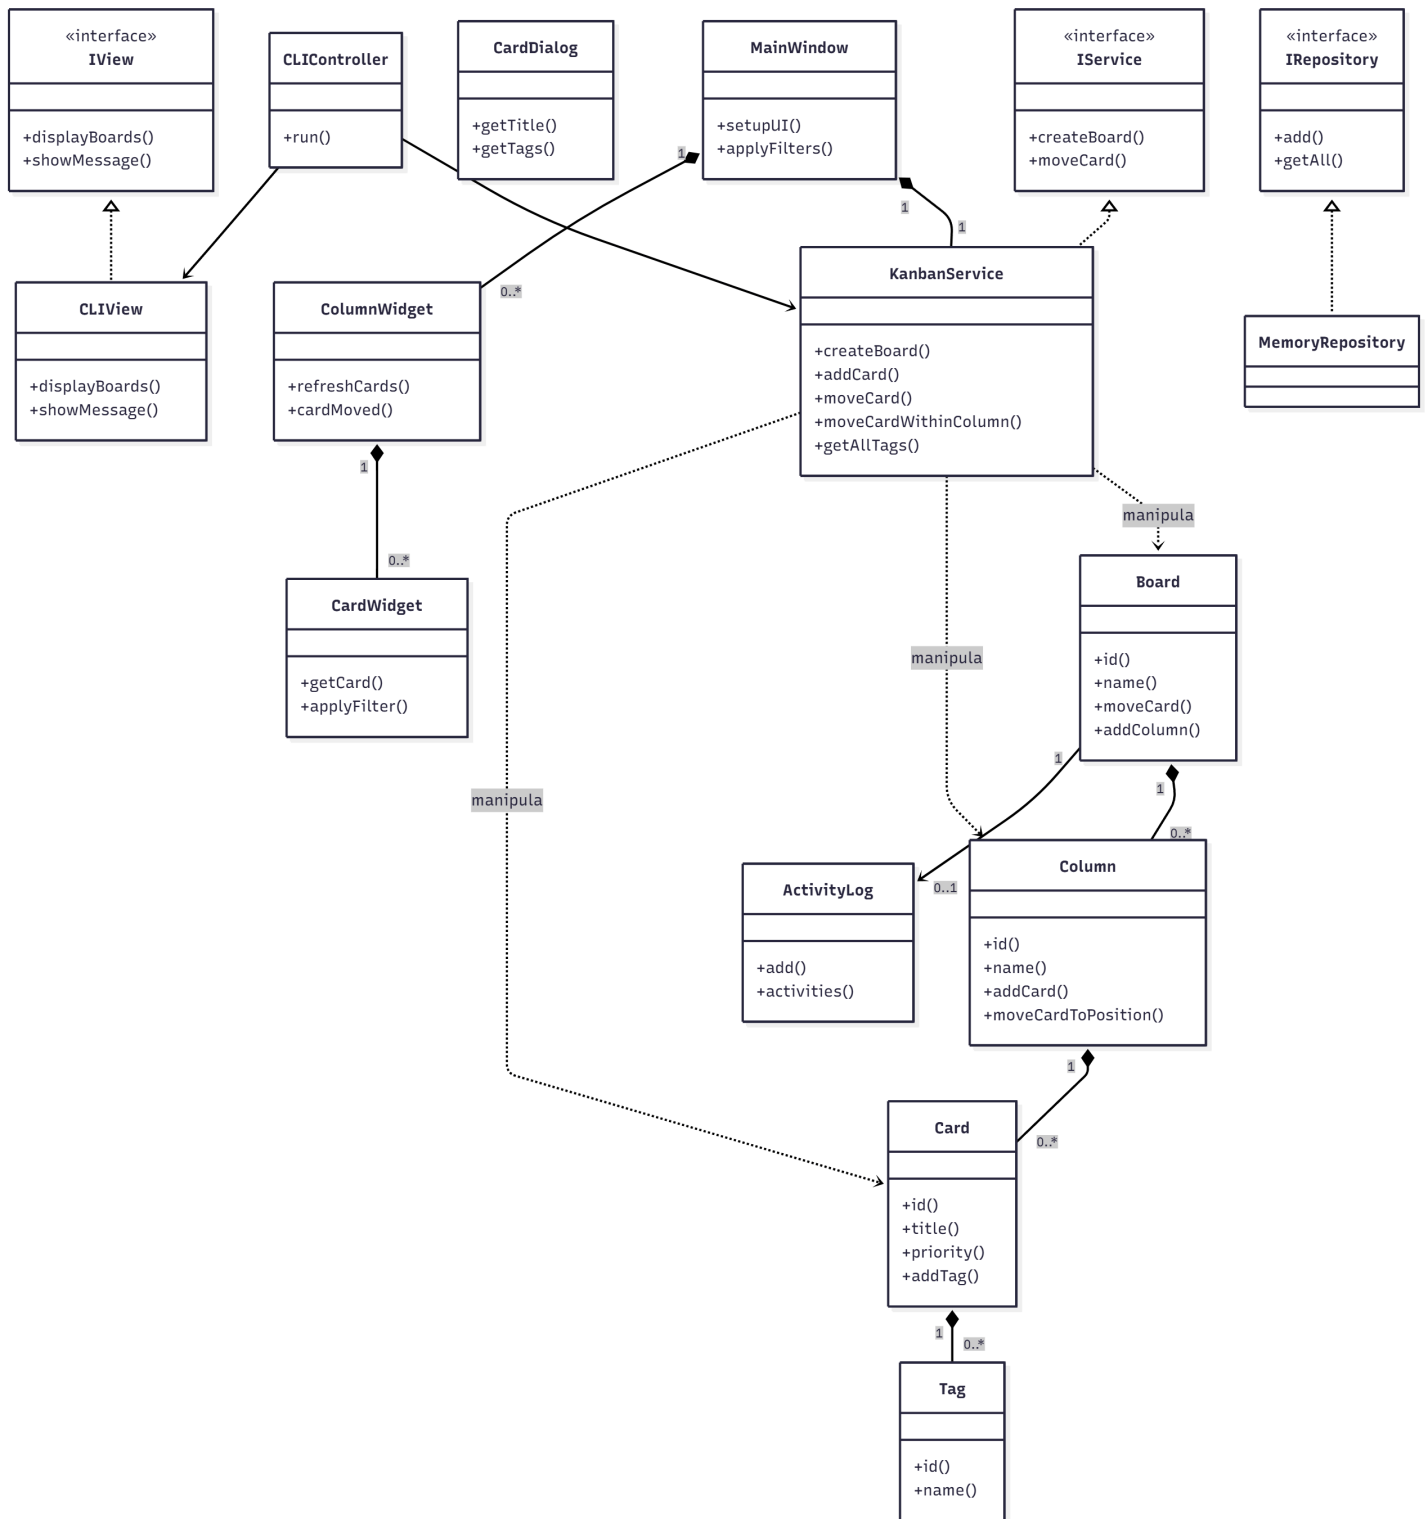 «interface»
IView
+displayBoards()
+showMessage()
CLIController
+run()
CardDialog
+getTitle()
+getTags()
MainWindow
+setupUI()
+applyFilters()
«interface»
IService
+createBoard()
+moveCard()
«interface»
IRepository
+add()
+getAll()
1
1
1
0..*
CLIView
+displayBoards()
+showMessage()
ColumnWidget
+refreshCards()
+cardMoved()
KanbanService
+createBoard()
+addCard()
+moveCard()
+moveCardWithinColumn()
+getAllTags()
MemoryRepository
1
0..*
manipula
manipula
manipula
CardWidget
+getCard()
+applyFilter()
Board
+id()
+name()
+moveCard()
+addColumn()
1
1
0..*
0..1
ActivityLog
+add()
+activities()
Column
+id()
+name()
+addCard()
+moveCardToPosition()
1
0..*
Card
+id()
+title()
+priority()
+addTag()
1
0..*
Tag
+id()
+name()